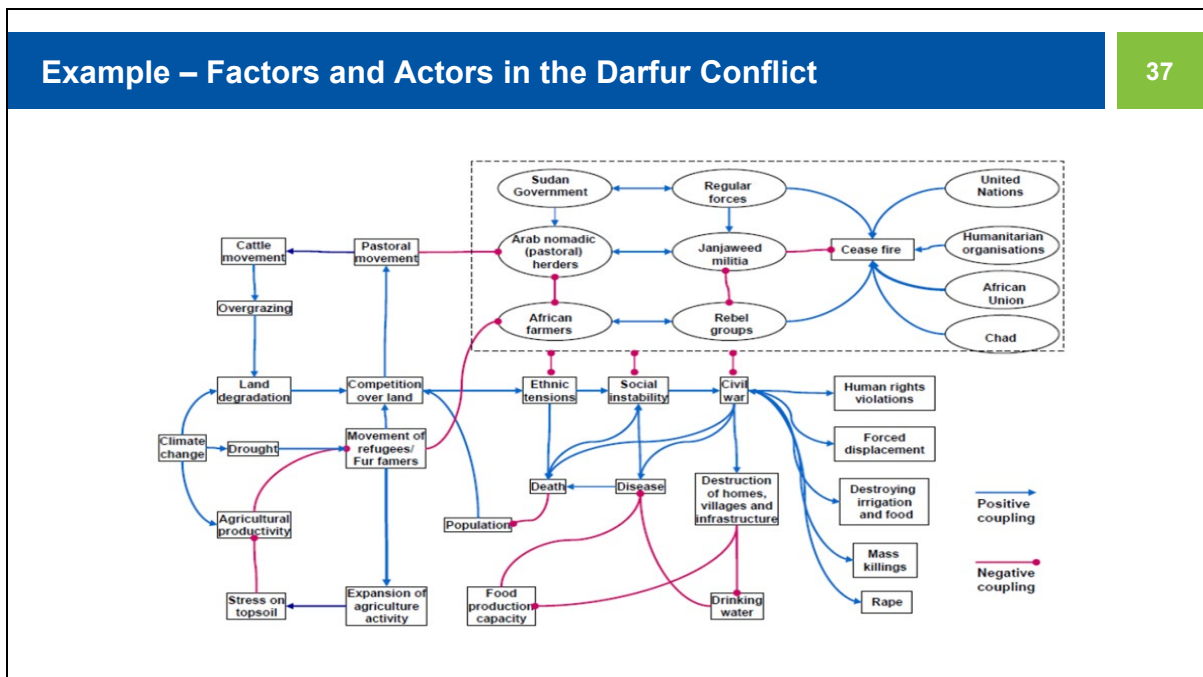 Example – Factors and Actors in the Darfur Conflict
37
Sudan
Government
Regular
forces
United
Nations
Cattle
movement
Pastoral
movement
Arab nomadic
(pastoral)
herders
Janjaweed
militia
Cease fire
Humanitarian
organisations
African
Union
Overgrazing
African
farmers
Rebel
groups
Chad
Land
degradation
Competition
over land
Ethnic
tensions
Social
instability
Civil
war
Human rights
violations
Climate
change
Drought
Movement of
refugees/
Fur famers
Forced
displacement
Death
Disease
Destruction
of homes,
villages and
infrastructure
Destroying
irrigation
and food
Positive
coupling
Agricultural
productivity
Population
Mass
killings
Negative
coupling
Stress on
topsoil
Expansion of
agriculture
activity
Food
production
capacity
Drinking
water
Rape